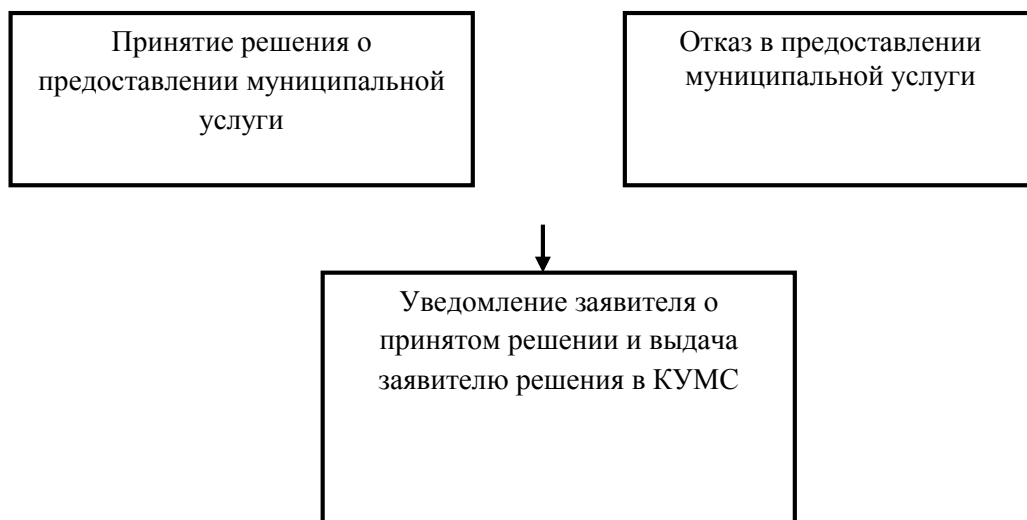 Принятие решения о
предоставлении муниципальной
услуги
Отказ в предоставлении
муниципальной услуги
Уведомление заявителя о
принятом решении и выдача
заявителю решения в КУМС